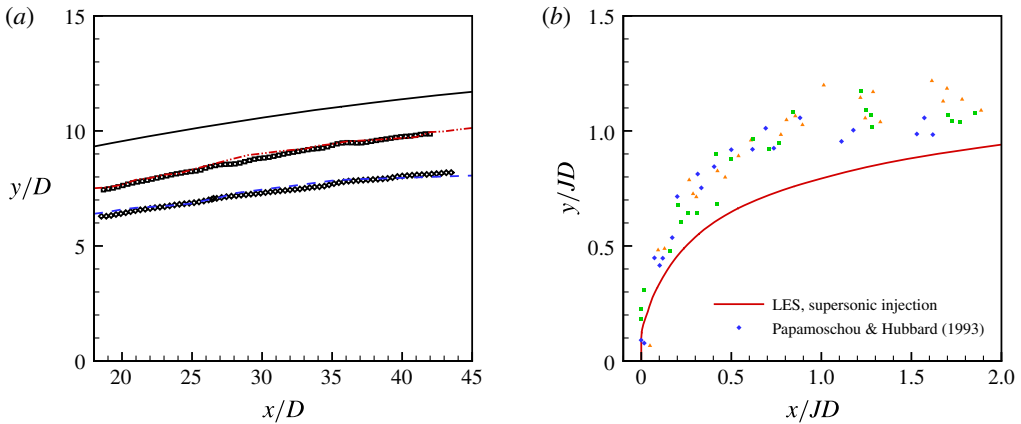 (a)
15
10
5
0
y/D
20
25
30
35
40
45
x/D
(b)
1.5
1.0
0.5
0
y/JD
LES, supersonic injection
Papamoschou & Hubbard (1993)
0
0.5
1.0
1.5
2.0
x/JD